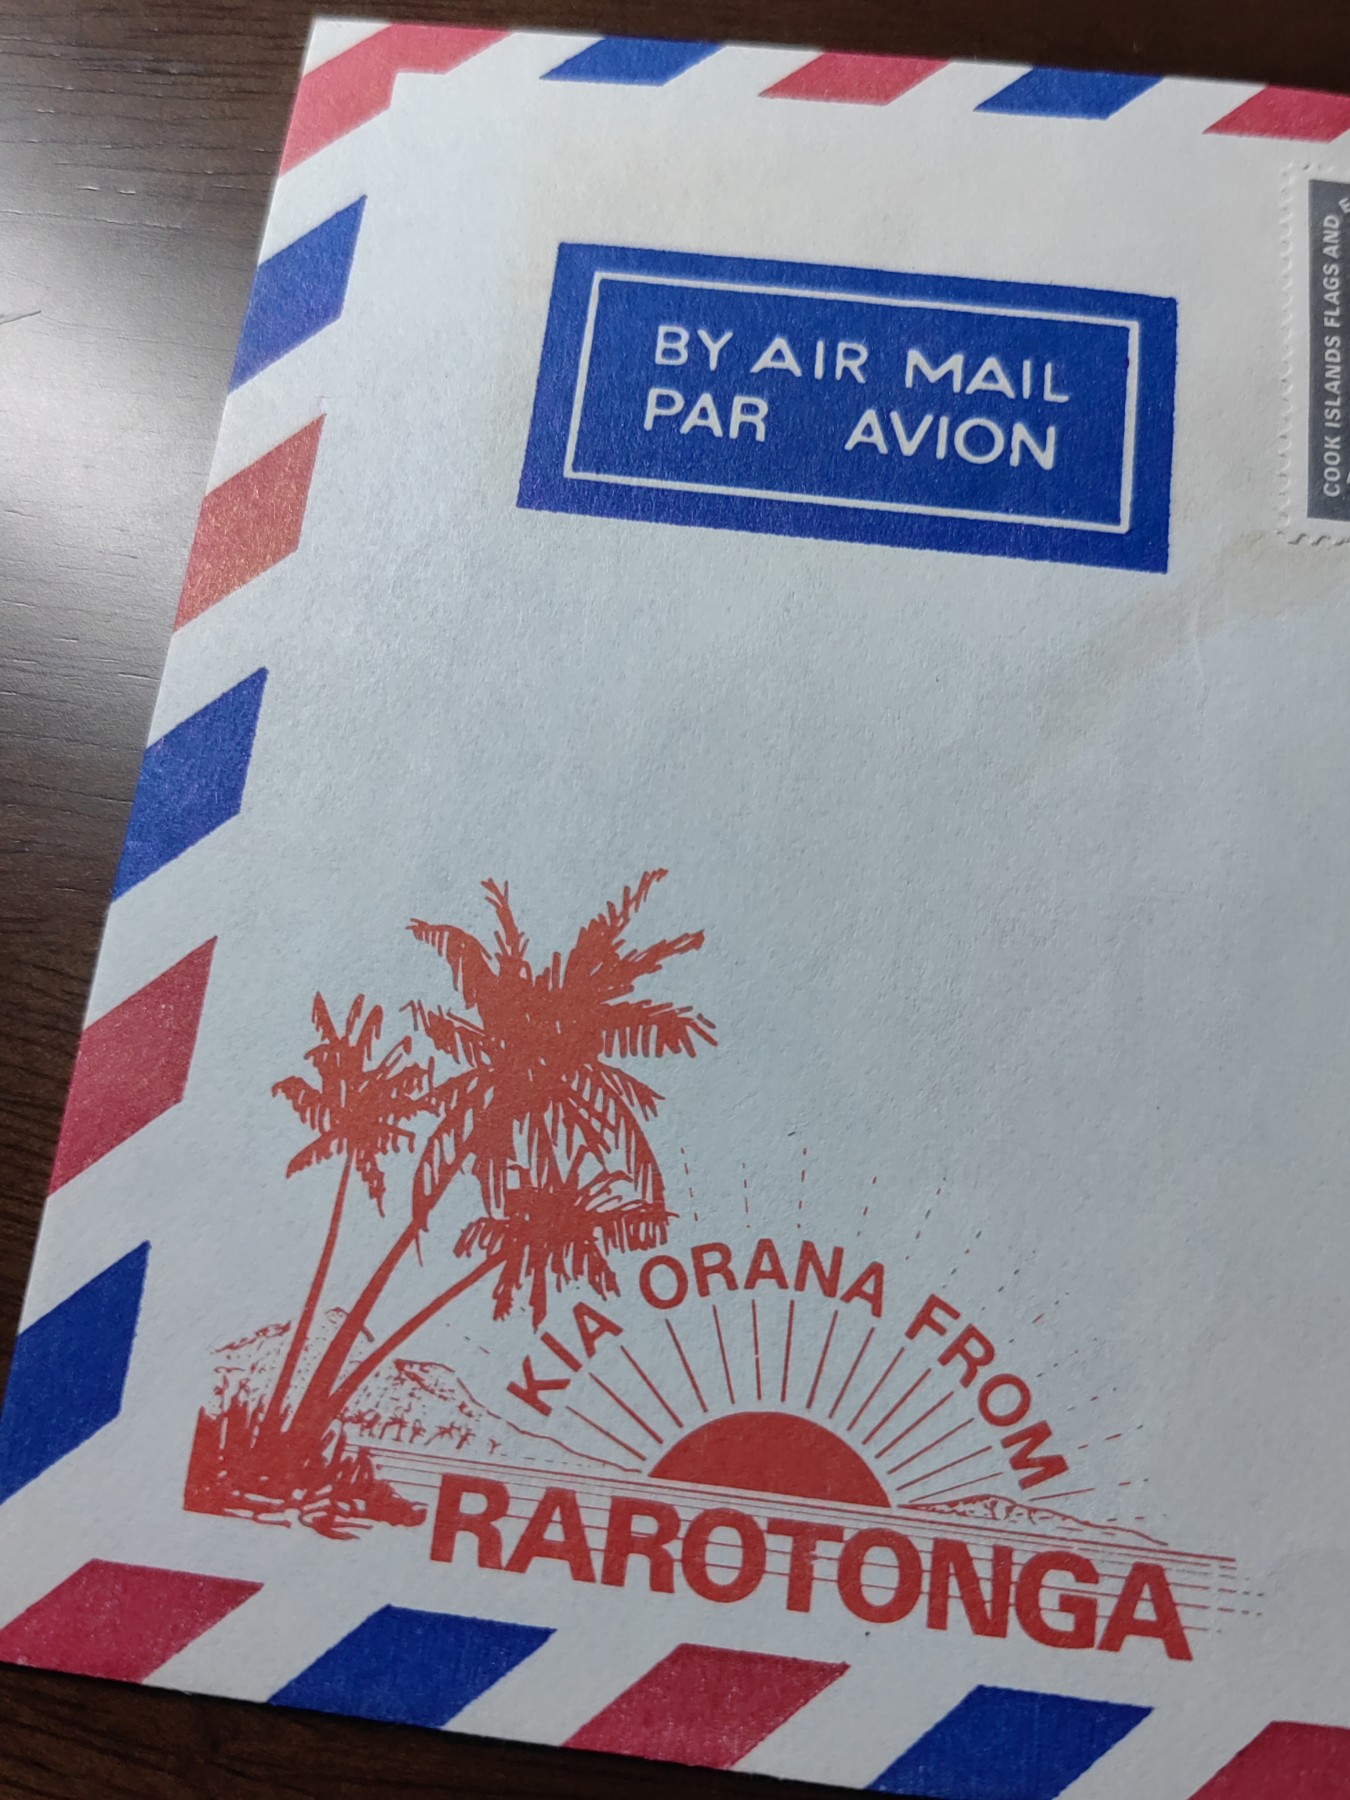 BY AIR MAIL
PAR AVION
COOK ISLANDS FLAGS AND
KIA ORANA FROM
RAROTONGA